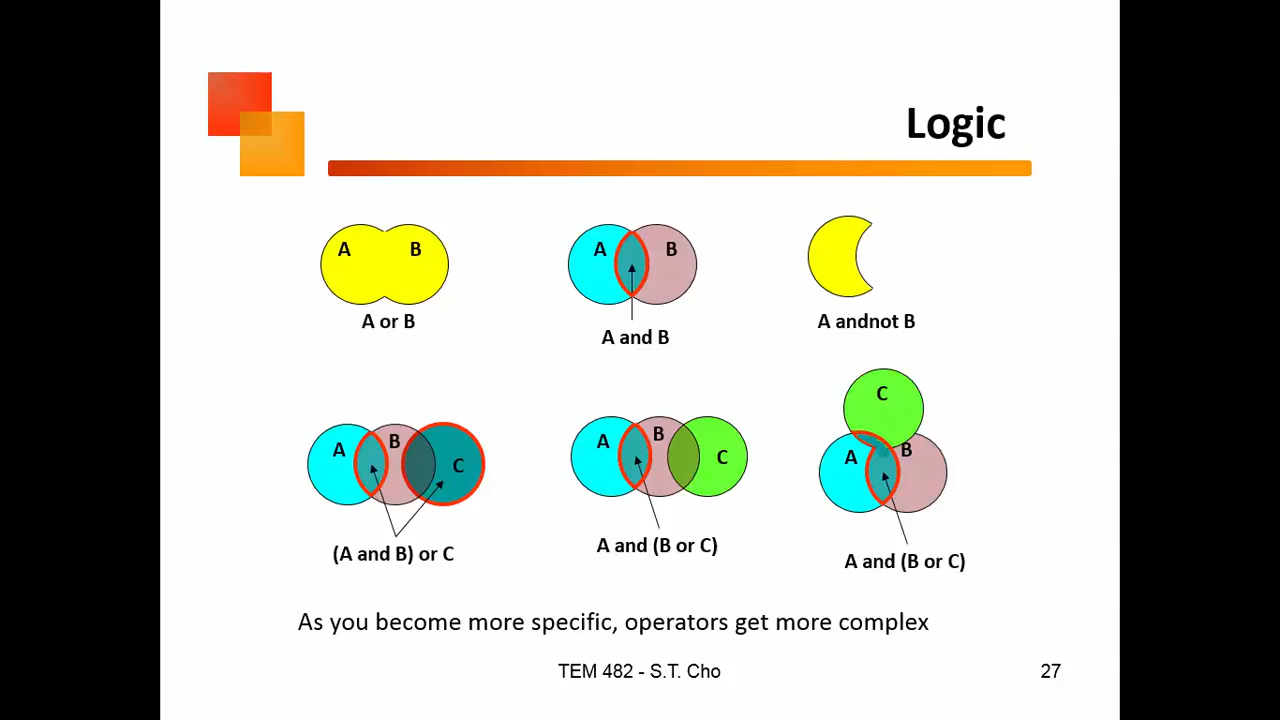 Logic
A
B
A or B
A
B
A and B
A andnot B
A
B
C
(A and B) or C
A
B
C
A and (B or C)
C
A
B
A and (B or C)
As you become more specific, operators get more complex
TEM 482 - S.T. Cho
27